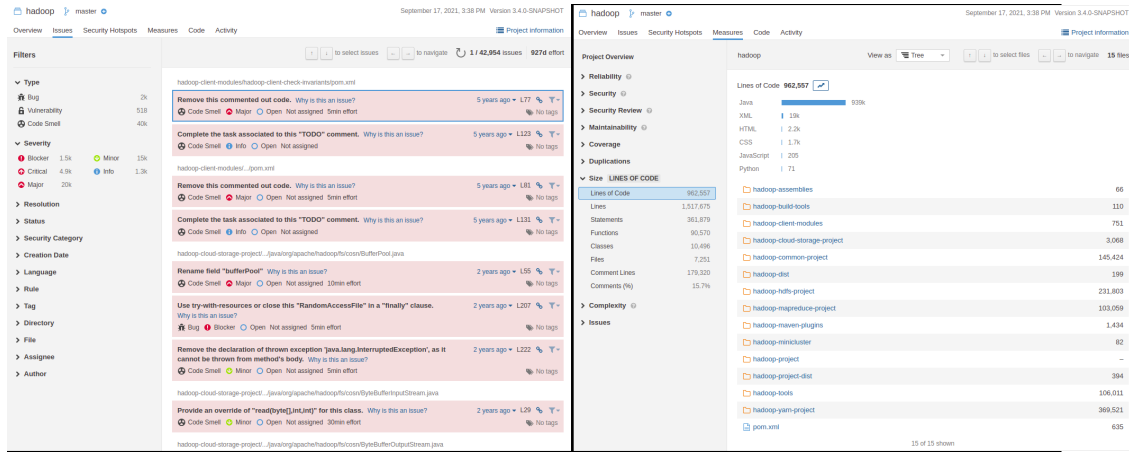 hadoop master
September 17, 2021, 3:38 PM Version 3.4.0-SNAPSHOT
Overview Issues Security Hotspots Measures Code Activity
Project Information
Filters
to select issues to navigate 1 / 42,954 issues 927d effort
Type
Bug 2k
Vulnerability 518
Code Smell 40k
Severity
Blocker 1.5k Minor 15k
Critical 4.9k Info 1.3k
Major 20k
Resolution
Status
Security Category
Creation Date
Language
Rule
Tag
Directory
File
Assignee
Author
hadoop-client-modules/hadoop-client-check-invariants/pom.xml
Remove this commented out code. Why is this an issue? 5 years ago L77
Code Smell Major Open Not assigned 5min effort No tags
Complete the task associated to this "TODO" comment. Why is this an issue? 5 years ago L123
Code Smell Info Open Not assigned No tags
hadoop-client-modules/.../pom.xml
Remove this commented out code. Why is this an issue? 5 years ago L81
Code Smell Major Open Not assigned 5min effort No tags
Complete the task associated to this "TODO" comment. Why is this an issue? 5 years ago L131
Code Smell Info Open Not assigned No tags
hadoop-cloud-storage-project/.../java/org/apache/hadoop/fs/cosn/BufferPool.java
Rename field "bufferPool" Why is this an issue? 2 years ago L55
Code Smell Major Open Not assigned 10min effort No tags
Use try-with-resources or close this "RandomAccessFile" in a "finally" clause. 2 years ago L207
Why is this an issue?
Bug Blocker Open Not assigned 5min effort No tags
Remove the declaration of thrown exception 'java.lang.InterruptedException', as it 2 years ago L222
cannot be thrown from method's body. Why is this an issue?
Code Smell Minor Open Not assigned 5min effort No tags
hadoop-cloud-storage-project/.../java/org/apache/hadoop/fs/cosn/ByteBufferInputStream.java
Provide an override of "read(byte[],int,int)" for this class. Why is this an issue? 2 years ago L29
Code Smell Minor Open Not assigned 30min effort No tags
hadoop-cloud-storage-project/.../java/org/apache/hadoop/fs/cosn/ByteBufferOutputStream.java
hadoop master
September 17, 2021, 3:38 PM Version 3.4.0-SNAPSHOT
Overview Issues Security Hotspots Measures Code Activity
Project Information
Project Overview
Reliability
Security
Security Review
Maintainability
Coverage
Duplications
Size LINES OF CODE
Lines of Code 962,557
Lines 1,517,675
Statements 361,879
Functions 90,570
Classes 10,496
Files 7,251
Comment Lines 179,320
Comments (%) 15.7%
Complexity
Issues
hadoop View as Tree to select files to navigate 15 files
Lines of Code 962,557
Java 939k
XML 19k
HTML 2.2k
CSS 1.7k
JavaScript 205
Python 71
hadoop-assemblies 66
hadoop-build-tools 110
hadoop-client-modules 751
hadoop-cloud-storage-project 3,068
hadoop-common-project 145,424
hadoop-dist 199
hadoop-hdfs-project 231,803
hadoop-mapreduce-project 103,059
hadoop-maven-plugins 1,434
hadoop-minicluster 82
hadoop-project –
hadoop-project-dist 394
hadoop-tools 106,011
hadoop-yarn-project 369,521
pom.xml 635
15 of 15 shown